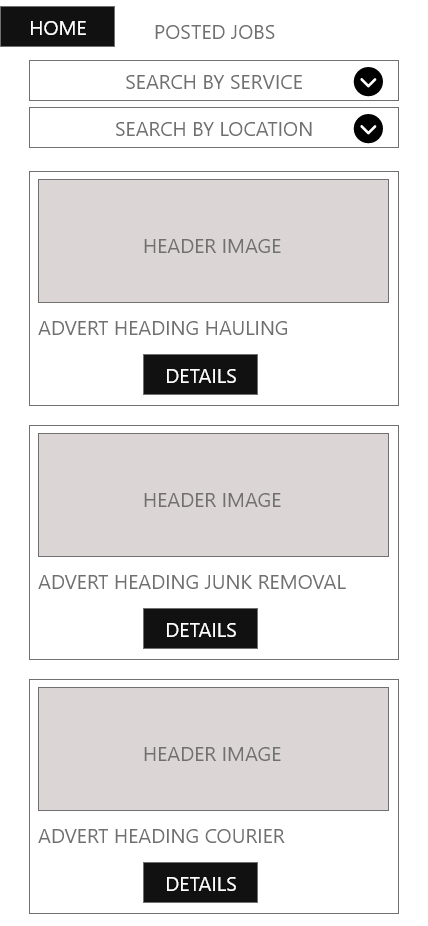 HOME
POSTED JOBS
SEARCH BY SERVICE
SEARCH BY LOCATION
HEADER IMAGE
ADVERT HEADING HAULING
DETAILS
HEADER IMAGE
ADVERT HEADING JUNK REMOVAL
DETAILS
HEADER IMAGE
ADVERT HEADING COURIER
DETAILS